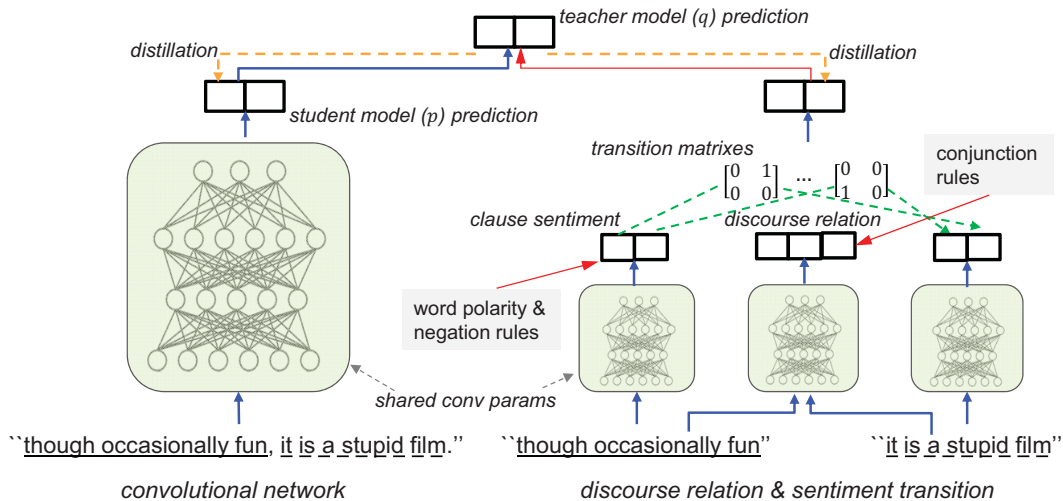 teacher model (q) prediction
distillation
distillation
student model (p) prediction
transition matrixes
conjunction
rules
[0 1
0 0] ... [0 0
1 0]
clause sentiment
discourse relation
word polarity &
negation rules
shared conv params
``though occasionally fun, it is a stupid film.''
``though occasionally fun''
``it is a stupid film''
convolutional network
discourse relation & sentiment transition